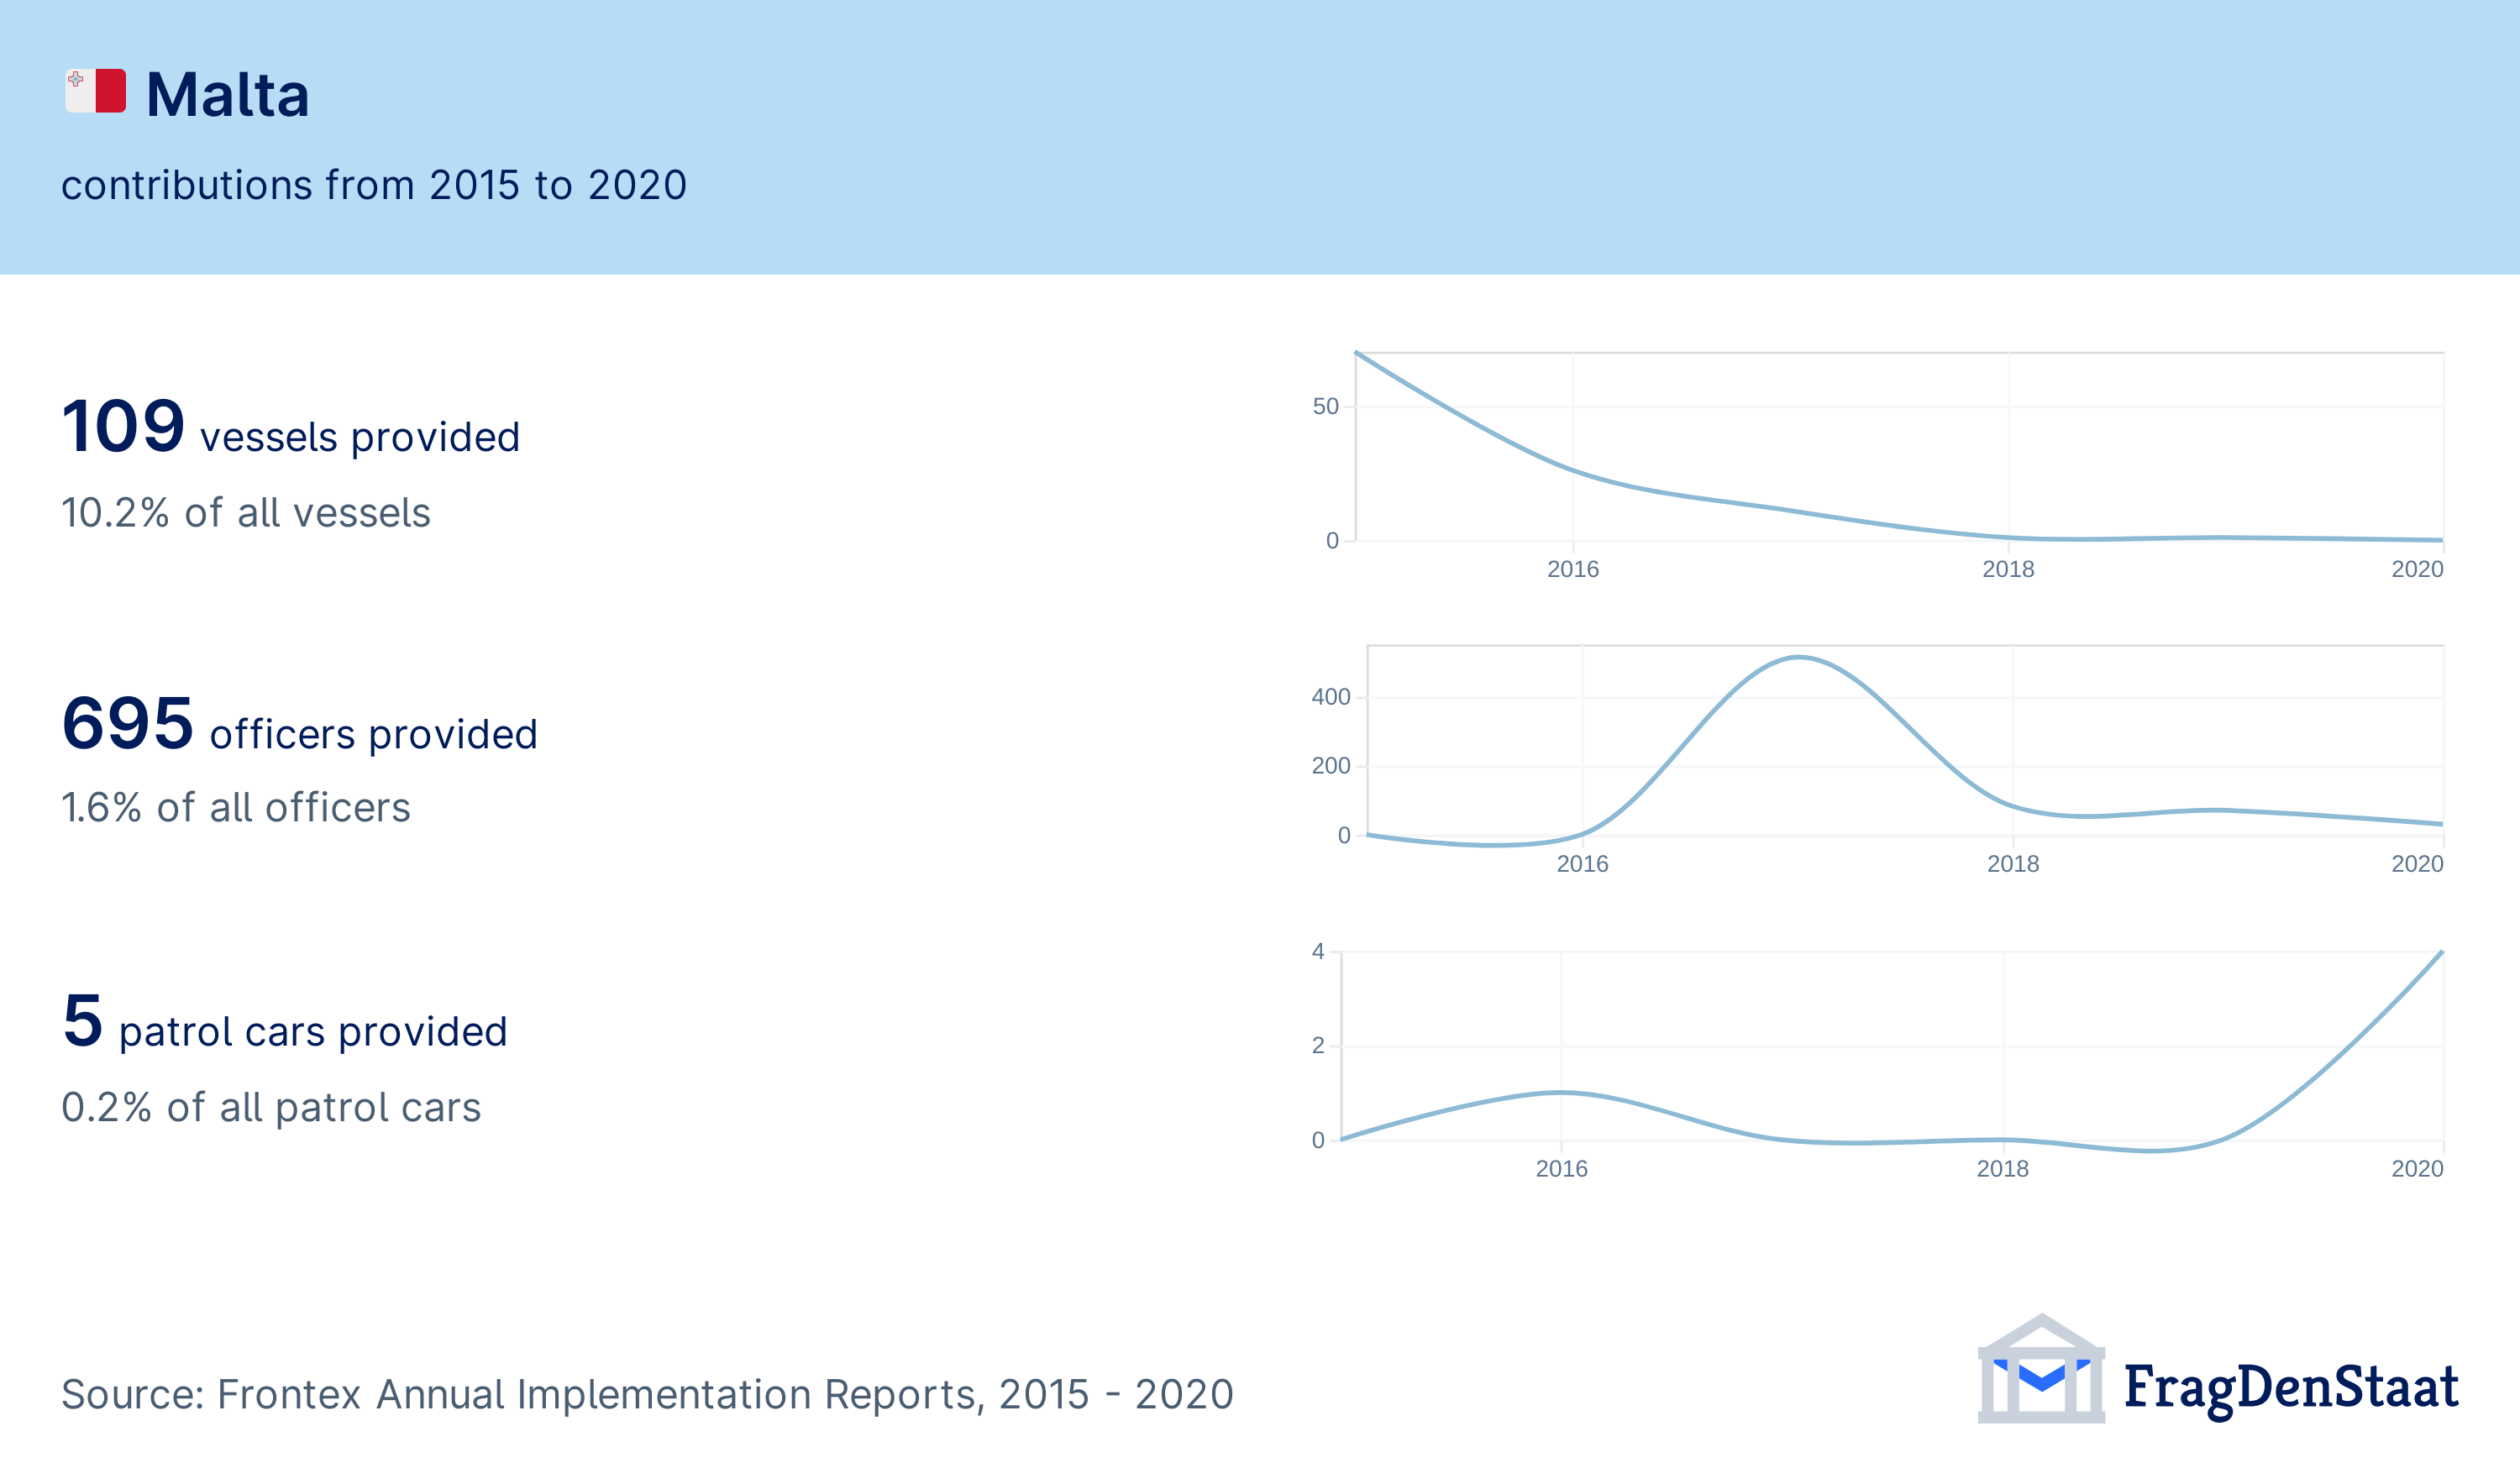 Malta
contributions from 2015 to 2020
109 vessels provided
10.2% of all vessels
50
0
2016 2018 2020
695 officers provided
1.6% of all officers
400
200
0
2016 2018 2020
5 patrol cars provided
0.2% of all patrol cars
4
2
0
2016 2018 2020
Source: Frontex Annual Implementation Reports, 2015 - 2020
FragDenStaat